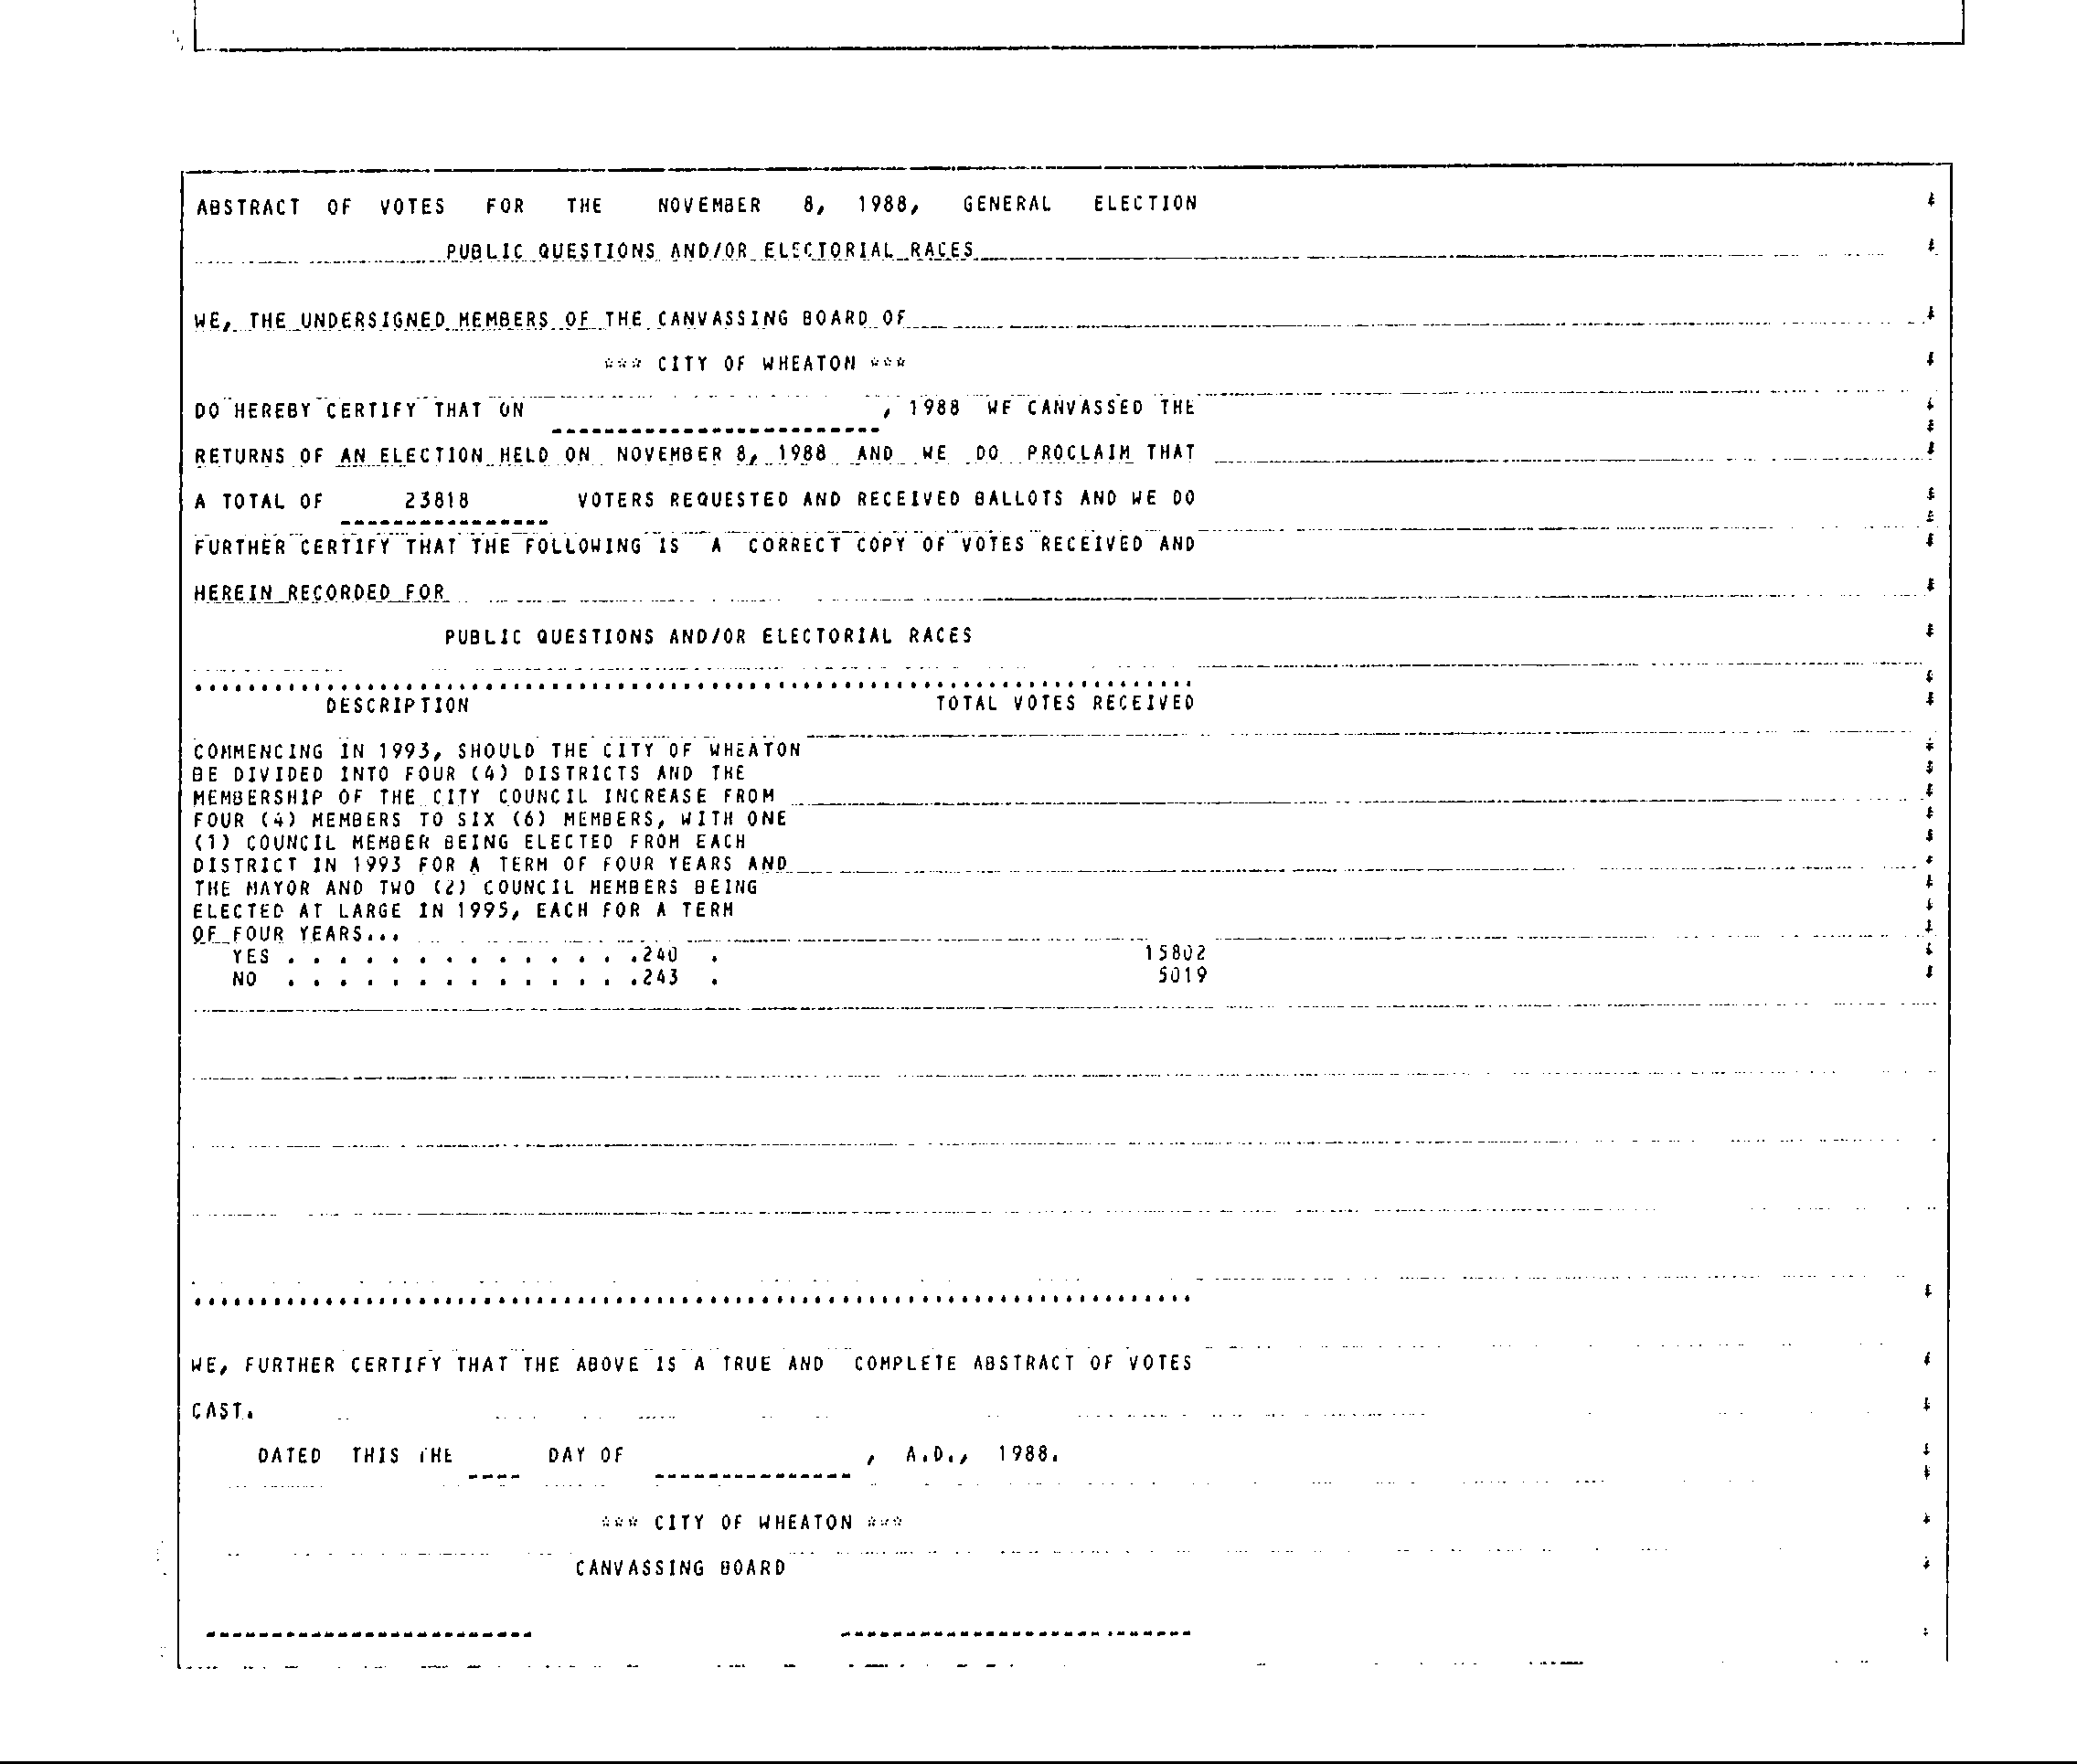 ABSTRACT OF VOTES FOR THE NOVEMBER 8, 1988, GENERAL ELECTION
PUBLIC QUESTIONS AND/OR ELECTORIAL RACES
WE, THE UNDERSIGNED MEMBERS OF THE CANVASSING BOARD OF
*** CITY OF WHEATON ***
DO HEREBY CERTIFY THAT ON , 1988 WE CANVASSED THE
RETURNS OF AN ELECTION HELD ON NOVEMBER 8, 1988 AND WE DO PROCLAIM THAT
A TOTAL OF 23818 VOTERS REQUESTED AND RECEIVED BALLOTS AND WE DO
FURTHER CERTIFY THAT THE FOLLOWING IS A CORRECT COPY OF VOTES RECEIVED AND
HEREIN RECORDED FOR
PUBLIC QUESTIONS AND/OR ELECTORIAL RACES
DESCRIPTION TOTAL VOTES RECEIVED
COMMENCING IN 1993, SHOULD THE CITY OF WHEATON
BE DIVIDED INTO FOUR (4) DISTRICTS AND THE
MEMBERSHIP OF THE CITY COUNCIL INCREASE FROM
FOUR (4) MEMBERS TO SIX (6) MEMBERS, WITH ONE
(1) COUNCIL MEMBER BEING ELECTED FROM EACH
DISTRICT IN 1993 FOR A TERM OF FOUR YEARS AND
THE MAYOR AND TWO (2) COUNCIL MEMBERS BEING
ELECTED AT LARGE IN 1995, EACH FOR A TERM
OF FOUR YEARS...
YES . . . . . . . . . . . . . .240 . 15802
NO . . . . . . . . . . . . . .243 . 5019
WE, FURTHER CERTIFY THAT THE ABOVE IS A TRUE AND COMPLETE ABSTRACT OF VOTES
CAST.
DATED THIS THE DAY OF , A.D., 1988.
*** CITY OF WHEATON ***
CANVASSING BOARD